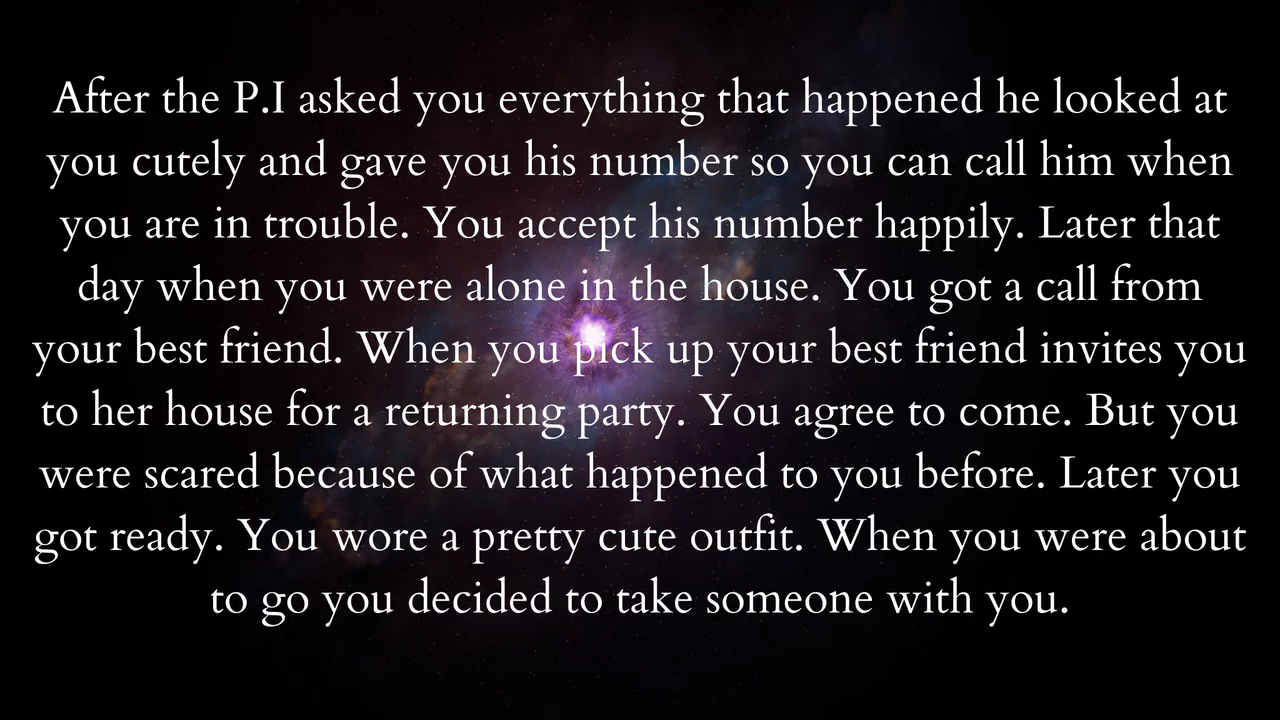 After the P.I asked you everything that happened he looked at
you cutely and gave you his number so you can call him when
you are in trouble. You accept his number happily. Later that
day when you were alone in the house. You got a call from
your best friend. When you pick up your best friend invites you
to her house for a returning party. You agree to come. But you
were scared because of what happened to you before. Later you
got ready. You wore a pretty cute outfit. When you were about
to go you decided to take someone with you.